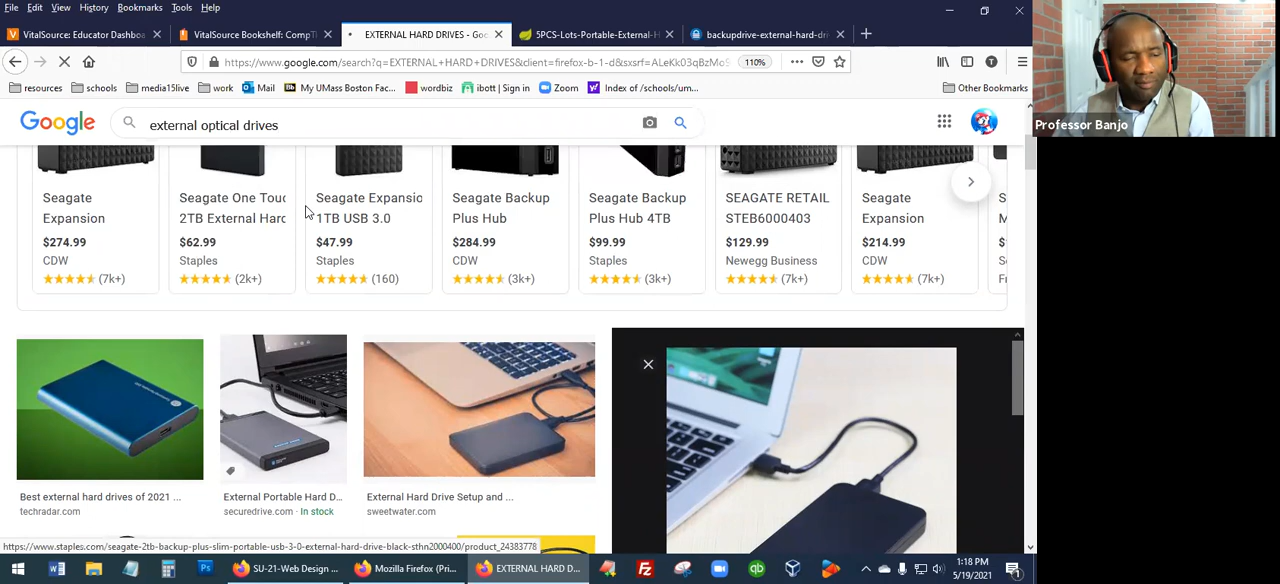 File Edit View History Bookmarks Tools Help
VitalSource: Educator Dashboa
VitalSource Bookshelf: CompT
EXTERNAL HARD DRIVES - Goo
5PCS-Lots-Portable-External-H
backupdrive-external-hard-dri
https://www.google.com/search?q=EXTERNAL+HARD+DRIVES&client=firefox-b-1-d&sxsrf=ALeKk03qBzMo9
110%
resources schools media15live work Mail My UMass Boston Fac... wordbiz ibott | Sign in Zoom Index of /schools/um... Other Bookmarks
Google
external optical drives
Professor Banjo
Seagate
Expansion
$274.99
CDW
(7k+)
Seagate One Touc
2TB External Hard
$62.99
Staples
(2k+)
Seagate Expansio
1TB USB 3.0
$47.99
Staples
(160)
Seagate Backup
Plus Hub
$284.99
CDW
(3k+)
Seagate Backup
Plus Hub 4TB
$99.99
Staples
(3k+)
SEAGATE RETAIL
STEB6000403
$129.99
Newegg Business
(7k+)
Seagate
Expansion
$214.99
CDW
(7k+)
Best external hard drives of 2021 ...
techradar.com
External Portable Hard D...
securedrive.com · In stock
External Hard Drive Setup and ...
sweetwater.com
https://www.staples.com/seagate-2tb-backup-plus-slim-portable-usb-3-0-external-hard-drive-black-sthn2000400/product_24383778
SU-21-Web Design ...
Mozilla Firefox (Pri...
EXTERNAL HARD D...
1:18 PM
5/19/2021